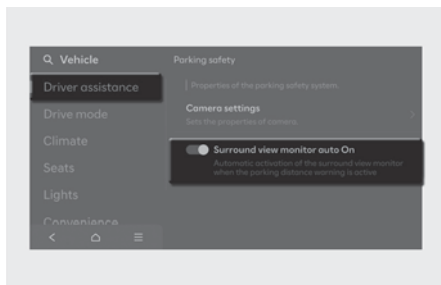 Vehicle
Parking safety
Driver assistance
Properties of the parking safety system
Drive mode
Camera settings
Sets the properties of camera.
Climate
Surround view monitor auto On
Automatic activation of the surround view monitor
when the parking distance warning is active
Seats
Lights
Convenience